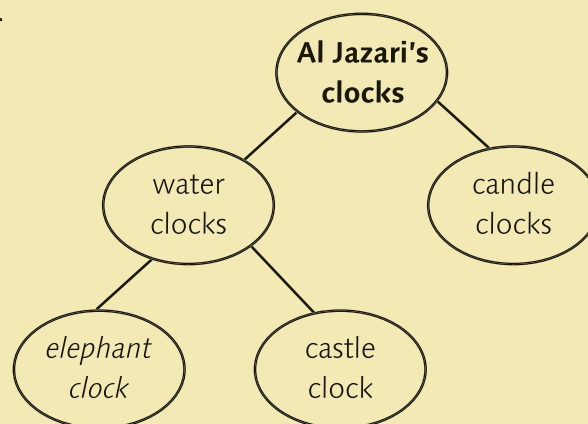 Al Jazari's
clocks
water
clocks
candle
clocks
elephant
clock
castle
clock